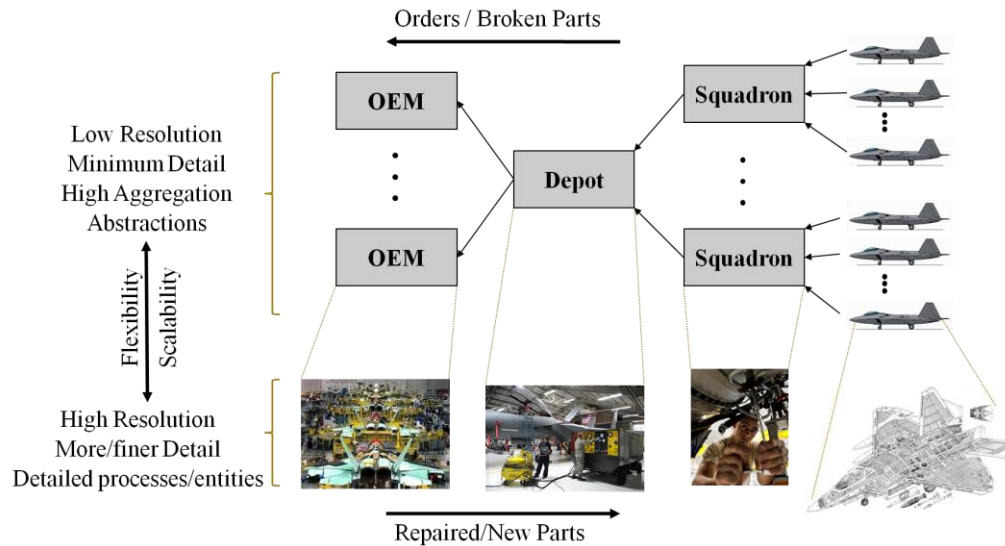 Orders / Broken Parts
OEM
Squadron
Low Resolution
Minimum Detail
High Aggregation
Abstractions
Depot
OEM
Squadron
Flexibility
Scalability
High Resolution
More/finer Detail
Detailed processes/entities
Repaired/New Parts